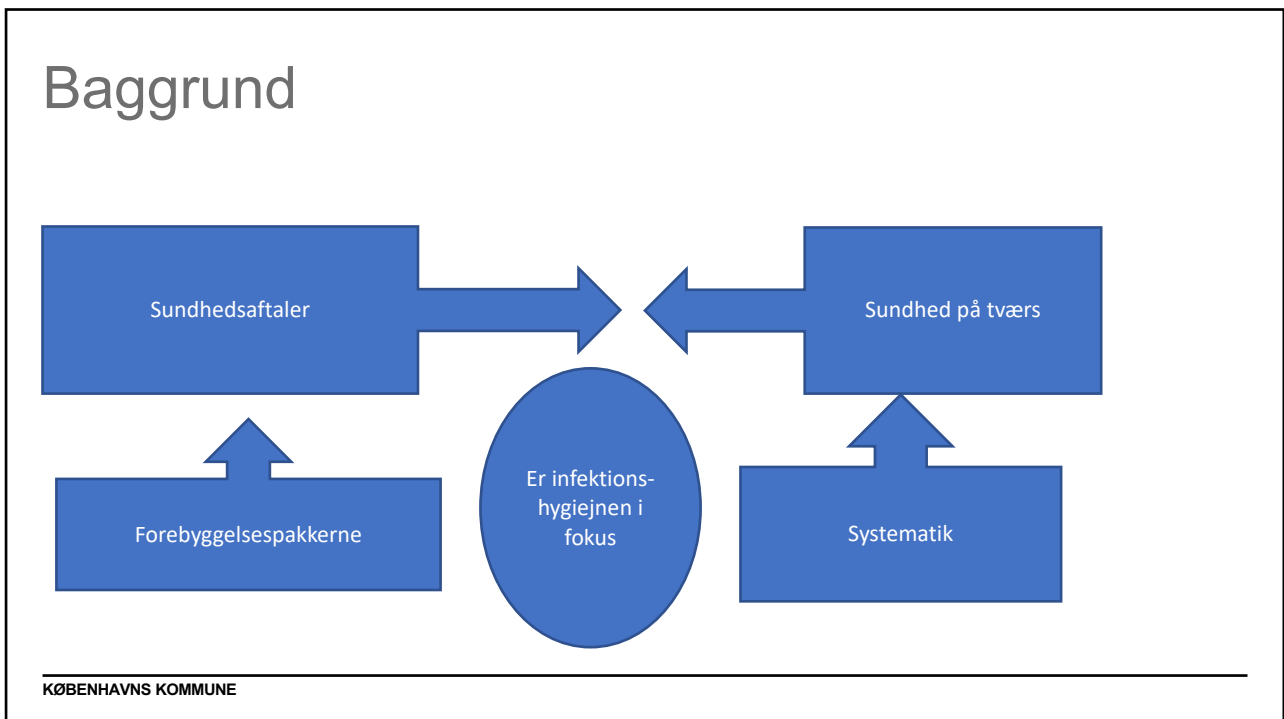 Baggrund
Sundhedsaftaler
Sundhed på tværs
Forebyggelsespakkerne
Er infektions-
hygiejnen i
fokus
Systematik
KØBENHAVNS KOMMUNE